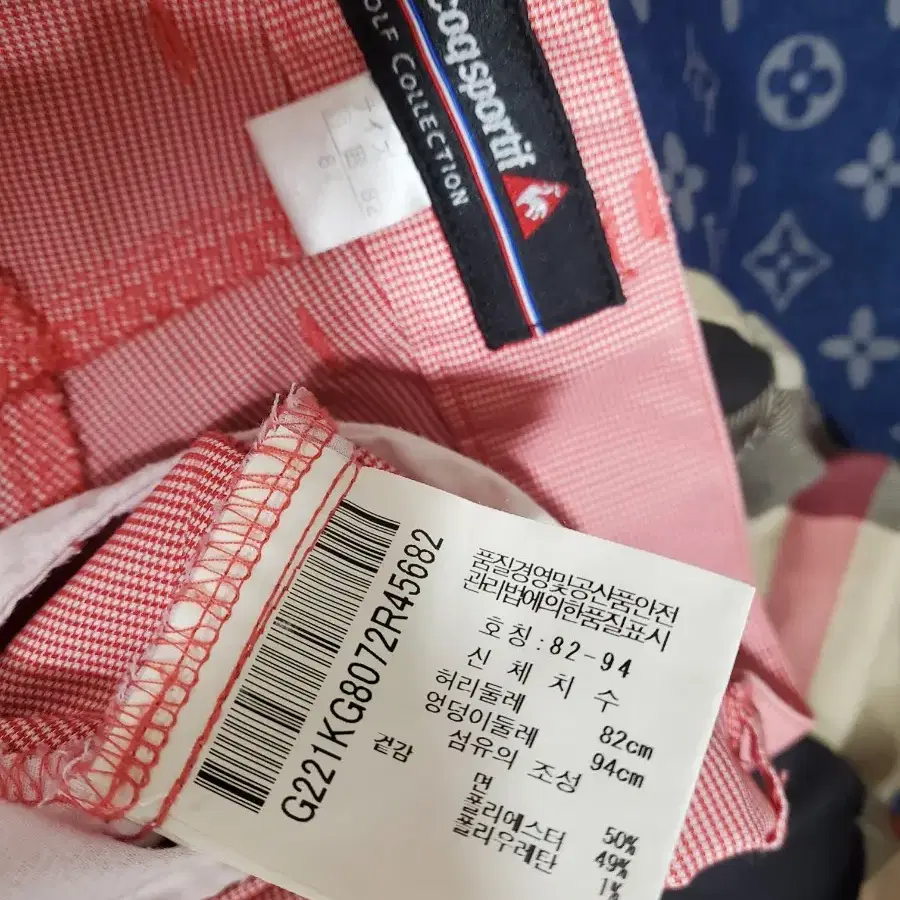 coqsportif
OLF COLLECTION
82
G221KG8072R45682
품질경영및공산품안전
관리법에의한품질표시
호칭:82-94
신체치수
허리둘레 82cm
엉덩이둘레 94cm
섬유의 조성
겉감
면 50%
폴리에스터 49%
폴리우레탄 1%